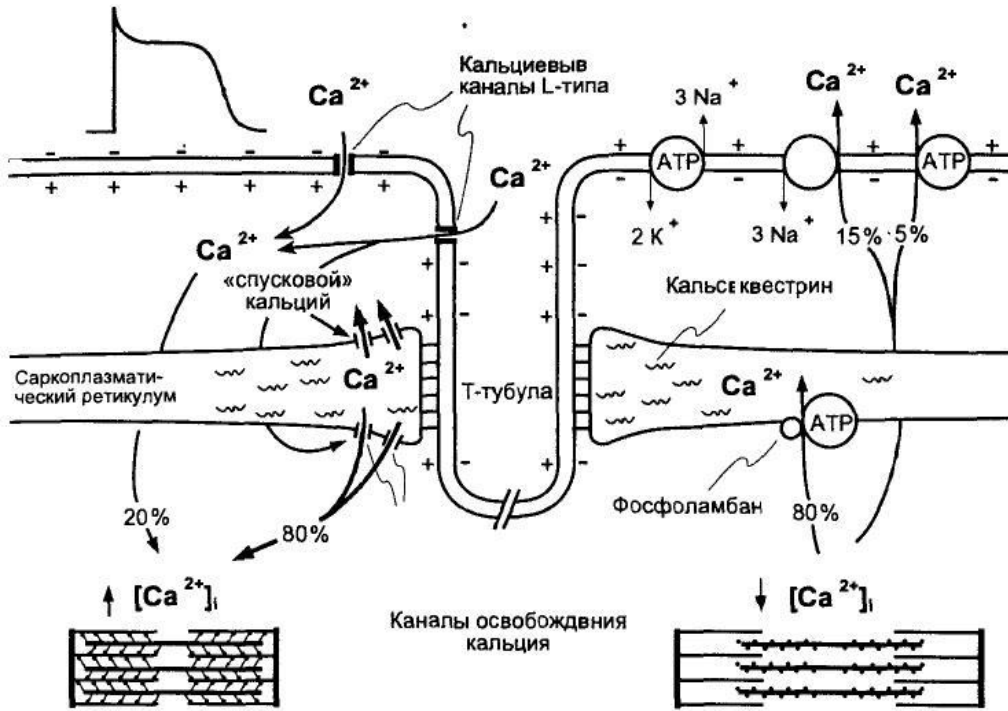 Кальциевыв
каналы L-типа
Ca 2+
Ca 2+
3 Na +
Ca 2+
Ca 2+
ATP
ATP
2 K +
3 Na +
15%
5%
Ca 2+
«спусковой»
кальций
Кальсеквестрин
Саркоплазмати-
ческий ретикулум
Ca 2+
Т-тубула
Ca 2+
ATP
Фосфоламбан
20%
80%
80%
[Ca 2+]i
[Ca 2+]i
Каналы освобождвния
кальция